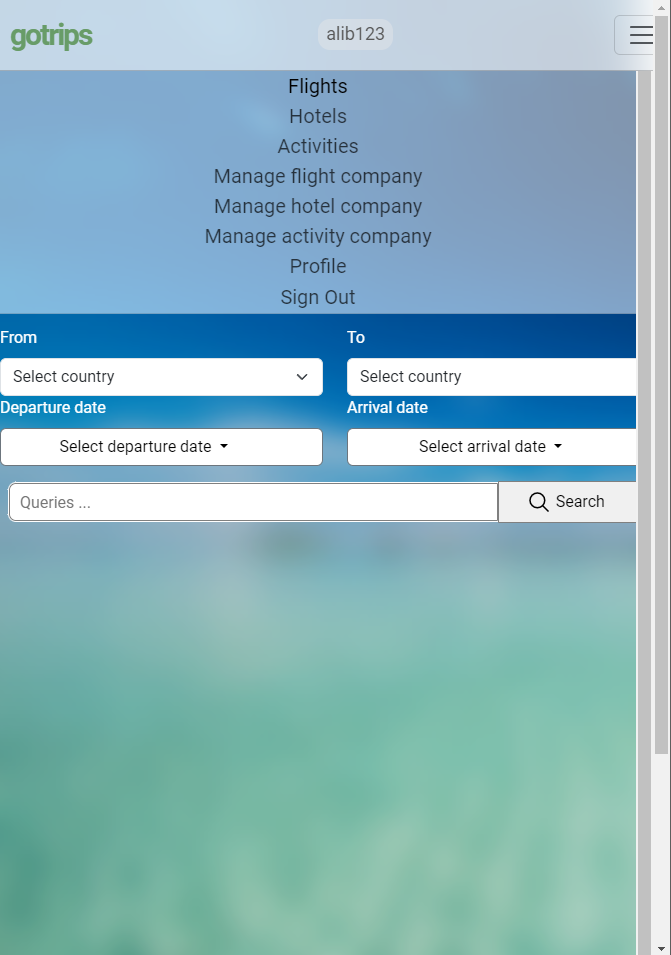 gotrips
alib123
Flights
Hotels
Activities
Manage flight company
Manage hotel company
Manage activity company
Profile
Sign Out
From To
Select country Select country
Departure date Arrival date
Select departure date Select arrival date
Queries ... Search